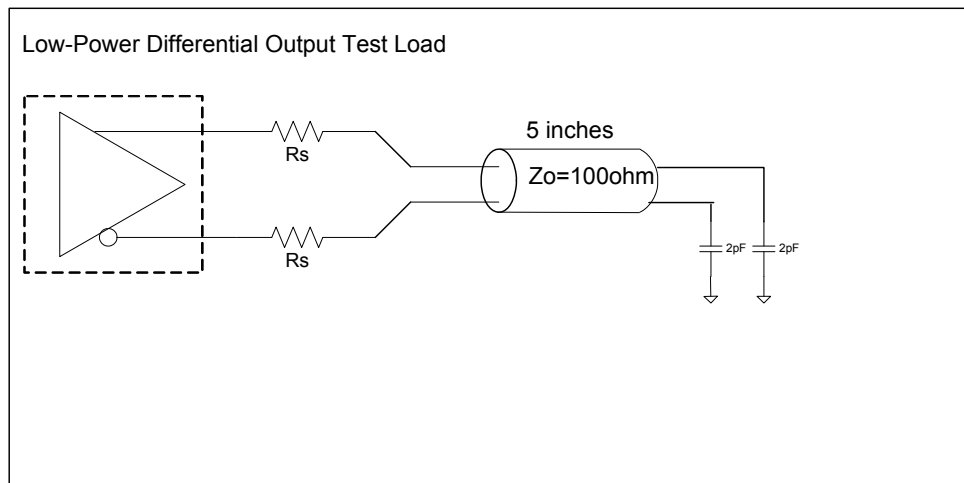 Low-Power Differential Output Test Load
Rs
5 inches
Zo=100ohm
Rs
2pF
2pF